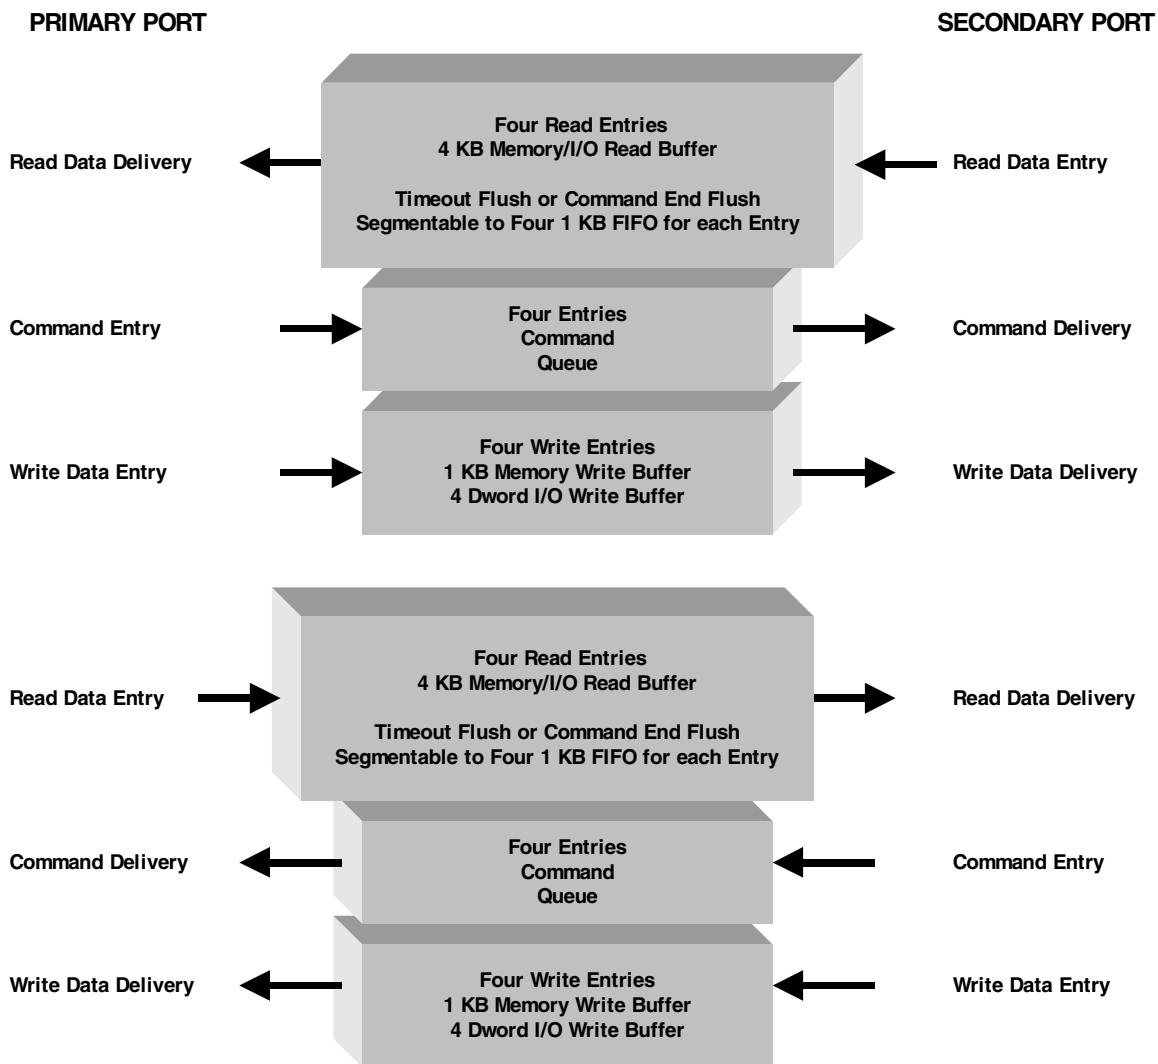 PRIMARY PORT
SECONDARY PORT
Four Read Entries
4 KB Memory/I/O Read Buffer
Timeout Flush or Command End Flush
Segmentable to Four 1 KB FIFO for each Entry
Read Data Delivery
Read Data Entry
Command Entry
Four Entries
Command
Queue
Command Delivery
Write Data Entry
Four Write Entries
1 KB Memory Write Buffer
4 Dword I/O Write Buffer
Write Data Delivery
Read Data Entry
Four Read Entries
4 KB Memory/I/O Read Buffer
Timeout Flush or Command End Flush
Segmentable to Four 1 KB FIFO for each Entry
Read Data Delivery
Command Delivery
Four Entries
Command
Queue
Command Entry
Write Data Delivery
Four Write Entries
1 KB Memory Write Buffer
4 Dword I/O Write Buffer
Write Data Entry